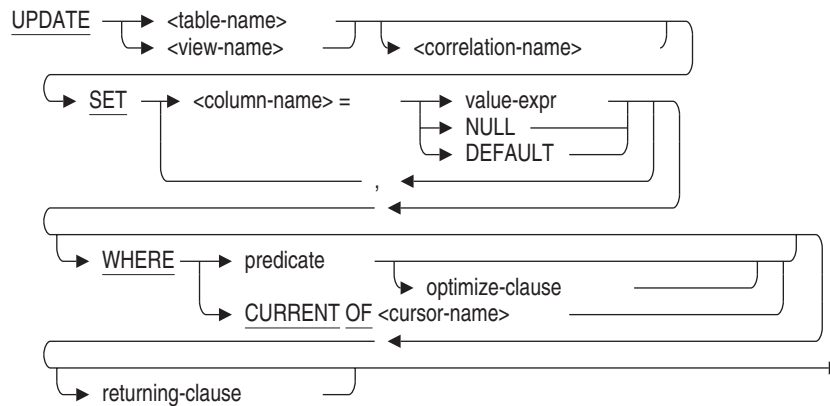 UPDATE <table-name>
<view-name> <correlation-name>
SET <column-name> = value-expr
NULL
DEFAULT
,
WHERE predicate
optimize-clause
CURRENT OF <cursor-name>
returning-clause